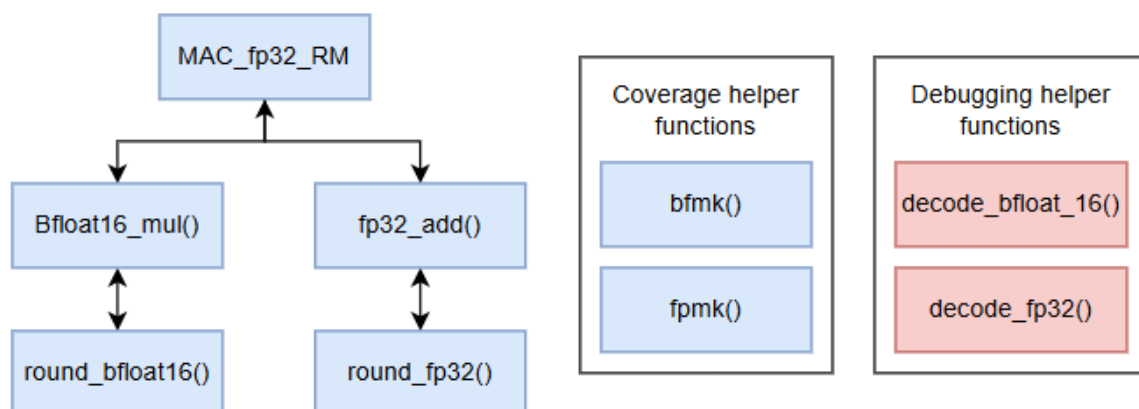 MAC_fp32_RM
Bfloat16_mul()
fp32_add()
round_bfloat16()
round_fp32()
Coverage helper
functions
bfmk()
fpmk()
Debugging helper
functions
decode_bfloat_16()
decode_fp32()